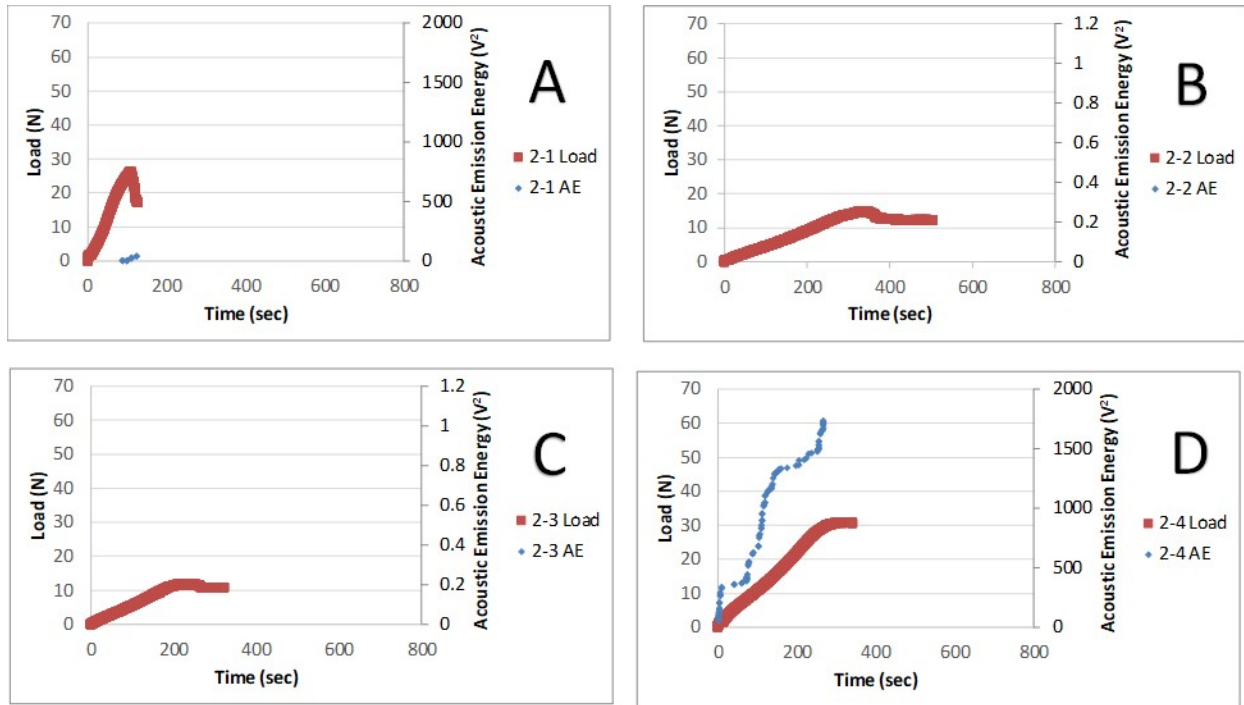 70
60
50
40
30
20
10
0
Load (N)
0 200 400 600 800
Time (sec)
2000
1500
1000
500
0
Acoustic Emission Energy (V²)
A
2-1 Load
2-1 AE
70
60
50
40
30
20
10
0
Load (N)
0 200 400 600 800
Time (sec)
1.2
1
0.8
0.6
0.4
0.2
0
Acoustic Emission Energy (V²)
B
2-2 Load
2-2 AE
70
60
50
40
30
20
10
0
Load (N)
0 200 400 600 800
Time (sec)
1.2
1
0.8
0.6
0.4
0.2
0
Acoustic Emission Energy (V²)
C
2-3 Load
2-3 AE
70
60
50
40
30
20
10
0
Load (N)
0 200 400 600 800
Time (sec)
2000
1500
1000
500
0
Acoustic Emission Energy (V²)
D
2-4 Load
2-4 AE